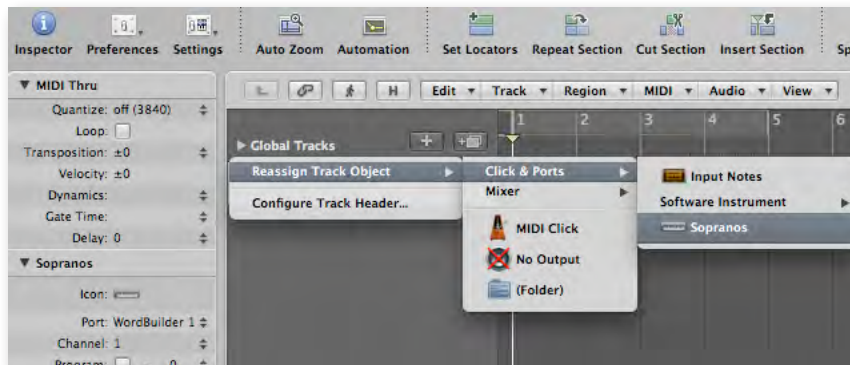 Inspector Preferences Settings Auto Zoom Automation Set Locators Repeat Section Cut Section Insert Section
MIDI Thru
Quantize: off (3840)
Loop:
Transposition: ±0
Velocity: ±0
Dynamics:
Gate Time:
Delay: 0
Sopranos
Icon:
Port: WordBuilder 1
Channel: 1
H Edit Track Region MIDI Audio View
1 2 3 4 5 6
Global Tracks
Reassign Track Object
Configure Track Header...
Click & Ports
Mixer
MIDI Click
No Output
(Folder)
Input Notes
Software Instrument
Sopranos